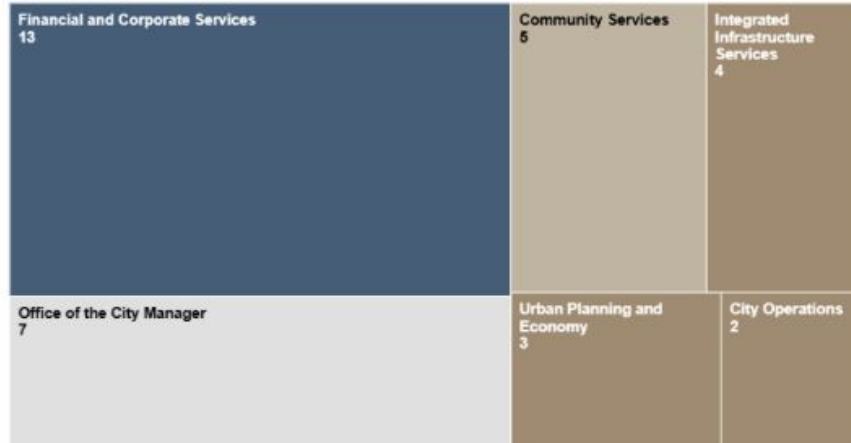 Financial and Corporate Services
13
Community Services
5
Integrated
Infrastructure
Services
4
Office of the City Manager
7
Urban Planning and
Economy
3
City Operations
2